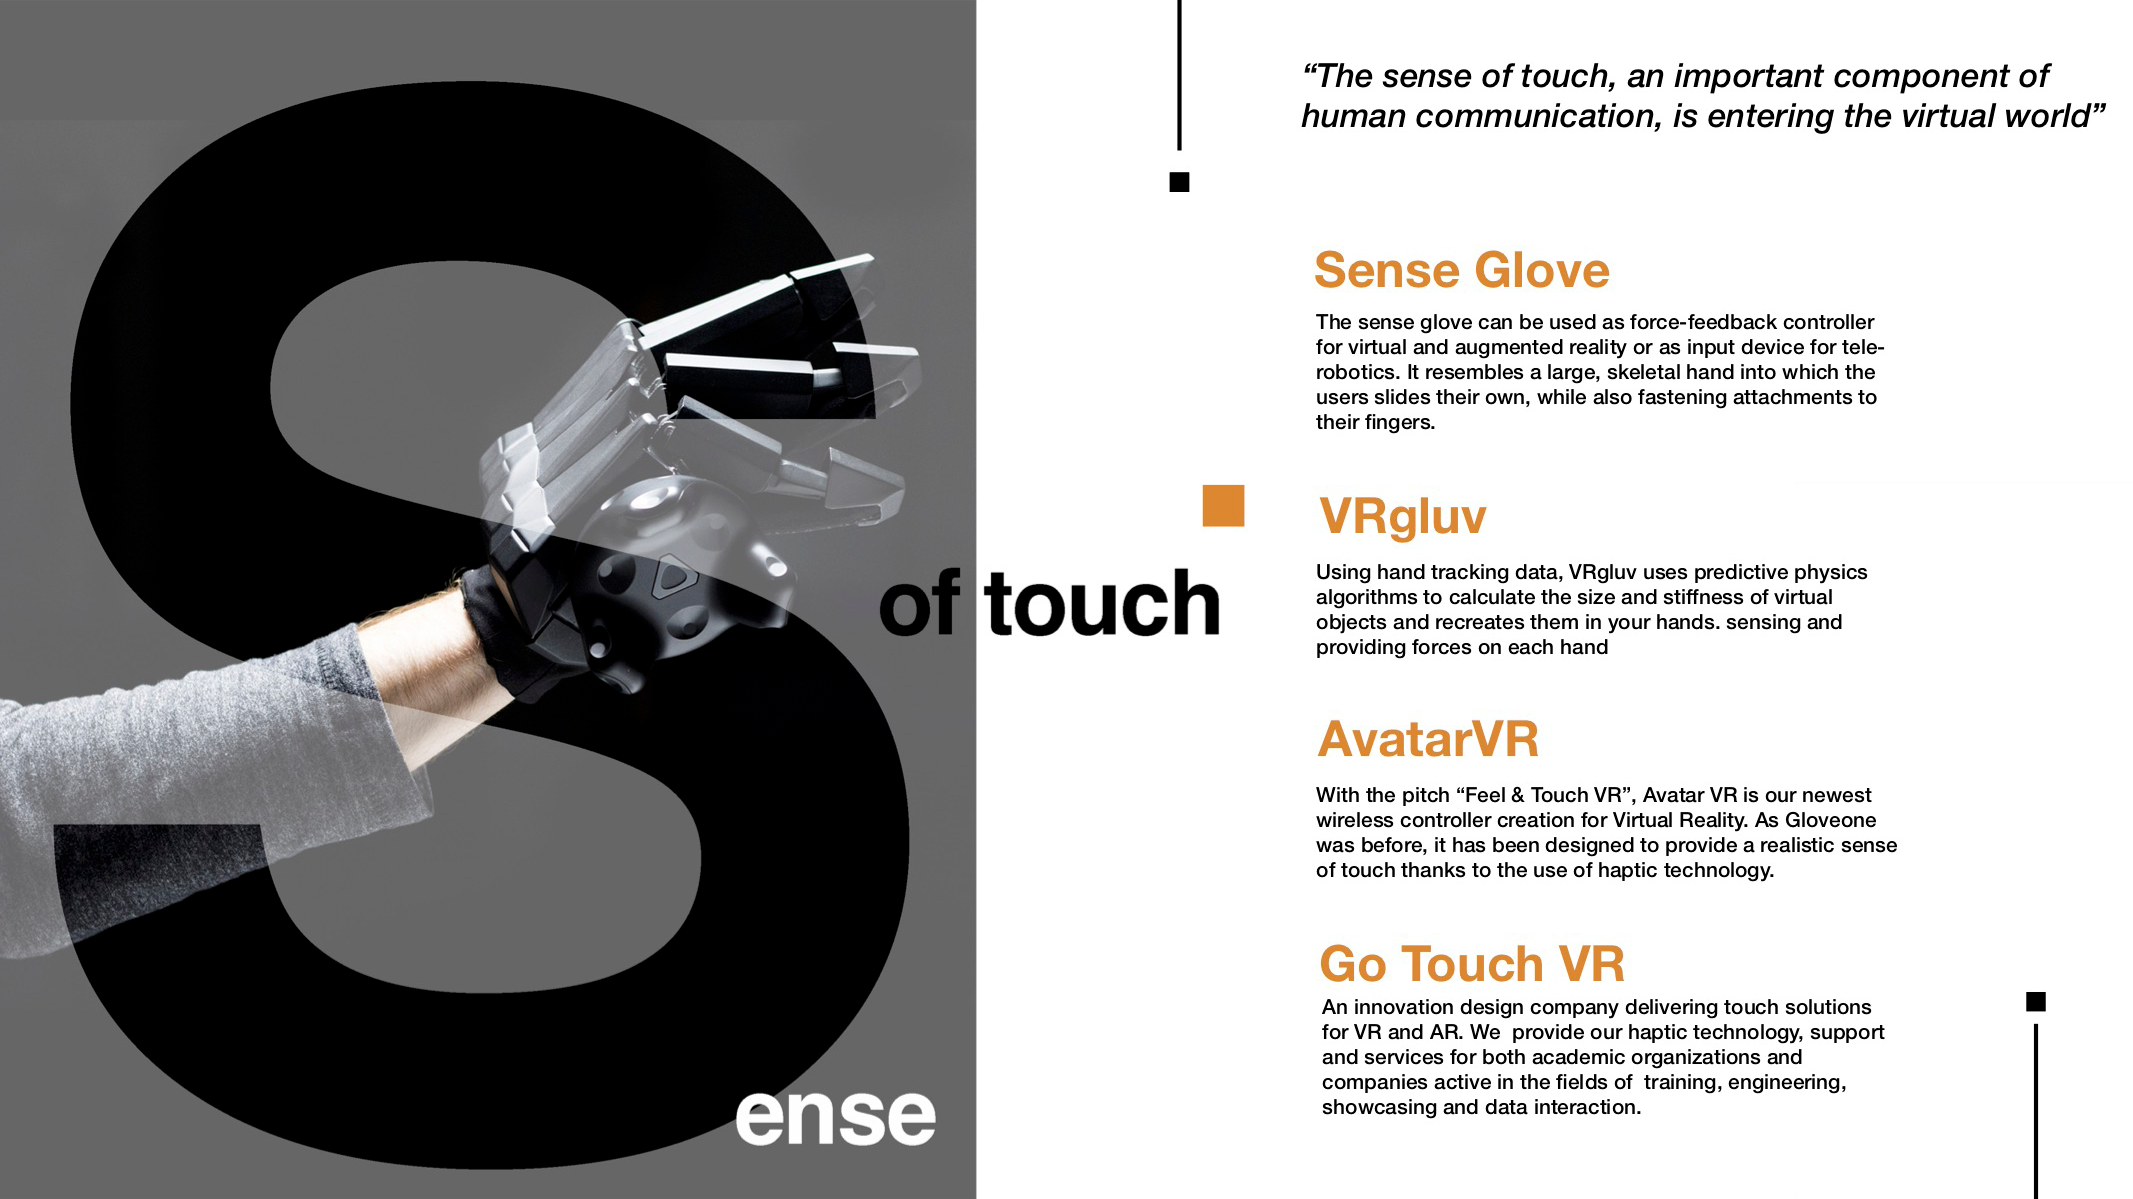 S
ense
of touch
“The sense of touch, an important component of
human communication, is entering the virtual world”
Sense Glove
The sense glove can be used as force-feedback controller
for virtual and augmented reality or as input device for tele-
robotics. It resembles a large, skeletal hand into which the
users slides their own, while also fastening attachments to
their fingers.
VRgluv
Using hand tracking data, VRgluv uses predictive physics
algorithms to calculate the size and stiffness of virtual
objects and recreates them in your hands. sensing and
providing forces on each hand
AvatarVR
With the pitch “Feel & Touch VR”, Avatar VR is our newest
wireless controller creation for Virtual Reality. As Gloveone
was before, it has been designed to provide a realistic sense
of touch thanks to the use of haptic technology.
Go Touch VR
An innovation design company delivering touch solutions
for VR and AR. We  provide our haptic technology, support
and services for both academic organizations and
companies active in the fields of  training, engineering,
showcasing and data interaction.